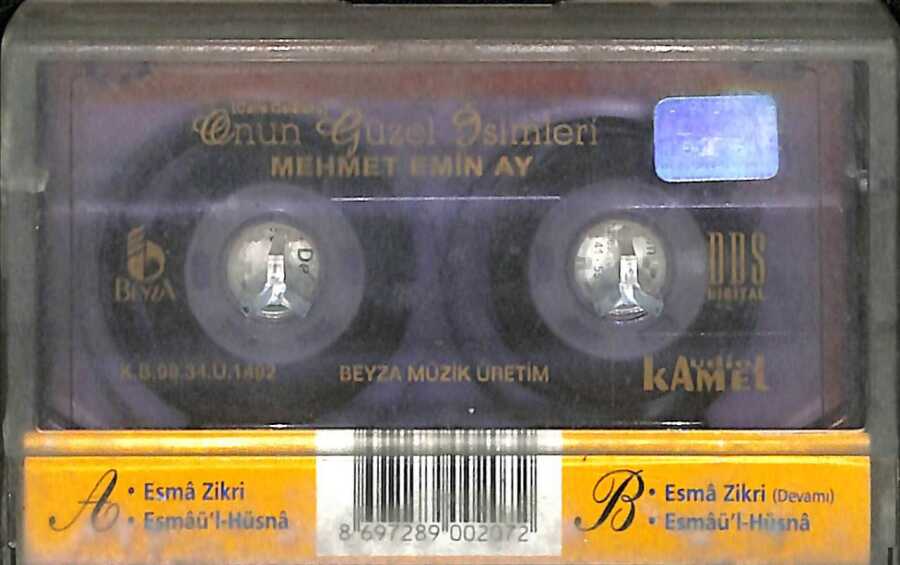 Onun Güzel İsimleri
MEHMET EMİN AY
BEYZA
DDS
DIGITAL
K.B.98.34.U.1402
BEYZA MÜZİK ÜRETİM
KAMEL
A • Esmâ Zikri
• Esmâü'l-Hüsnâ
8 697289 002072
B • Esmâ Zikri (Devamı)
• Esmâü'l-Hüsnâ